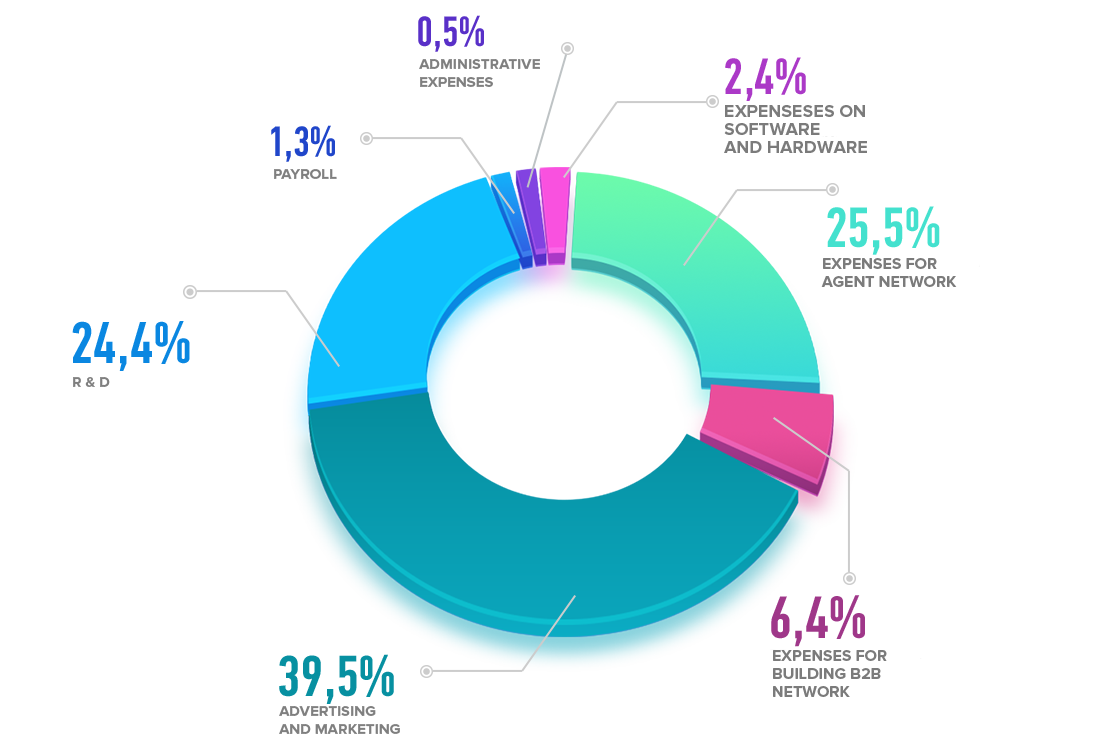 0,5%
ADMINISTRATIVE
EXPENSES
2,4%
EXPENSESES ON
SOFTWARE
AND HARDWARE
1,3%
PAYROLL
25,5%
EXPENSES FOR
AGENT NETWORK
24,4%
R & D
6,4%
EXPENSES FOR
BUILDING B2B
NETWORK
39,5%
ADVERTISING
AND MARKETING